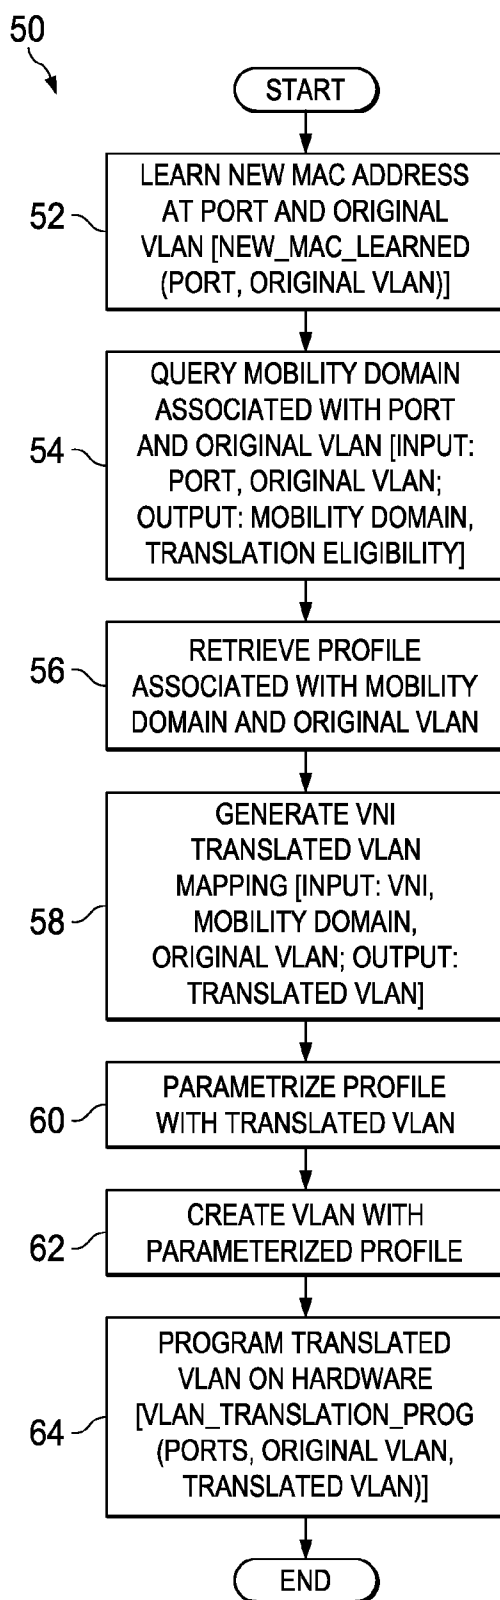 50
START
52
LEARN NEW MAC ADDRESS
AT PORT AND ORIGINAL
VLAN [NEW_MAC_LEARNED
(PORT, ORIGINAL VLAN)]
54
QUERY MOBILITY DOMAIN
ASSOCIATED WITH PORT
AND ORIGINAL VLAN [INPUT:
PORT, ORIGINAL VLAN;
OUTPUT: MOBILITY DOMAIN,
TRANSLATION ELIGIBILITY]
56
RETRIEVE PROFILE
ASSOCIATED WITH MOBILITY
DOMAIN AND ORIGINAL VLAN
58
GENERATE VNI
TRANSLATED VLAN
MAPPING [INPUT: VNI,
MOBILITY DOMAIN,
ORIGINAL VLAN; OUTPUT:
TRANSLATED VLAN]
60
PARAMETRIZE PROFILE
WITH TRANSLATED VLAN
62
CREATE VLAN WITH
PARAMETERIZED PROFILE
64
PROGRAM TRANSLATED
VLAN ON HARDWARE
[VLAN_TRANSLATION_PROG
(PORTS, ORIGINAL VLAN,
TRANSLATED VLAN)]
END